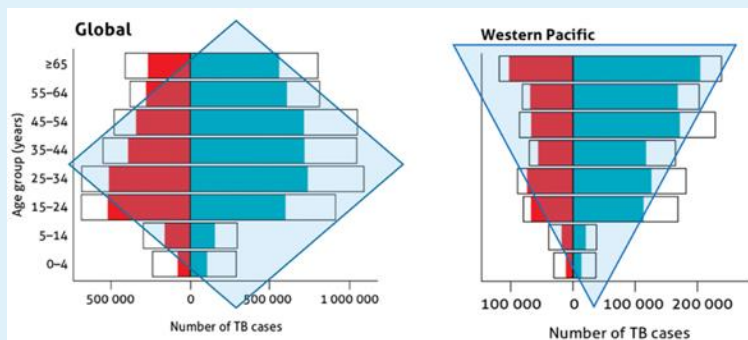 Global
Age group (years)
≥65
55–64
45–54
35–44
25–34
15–24
5–14
0–4
500 000 0 500 000 1 000 000
Number of TB cases
Western Pacific
100 000 0 100 000 200 000
Number of TB cases